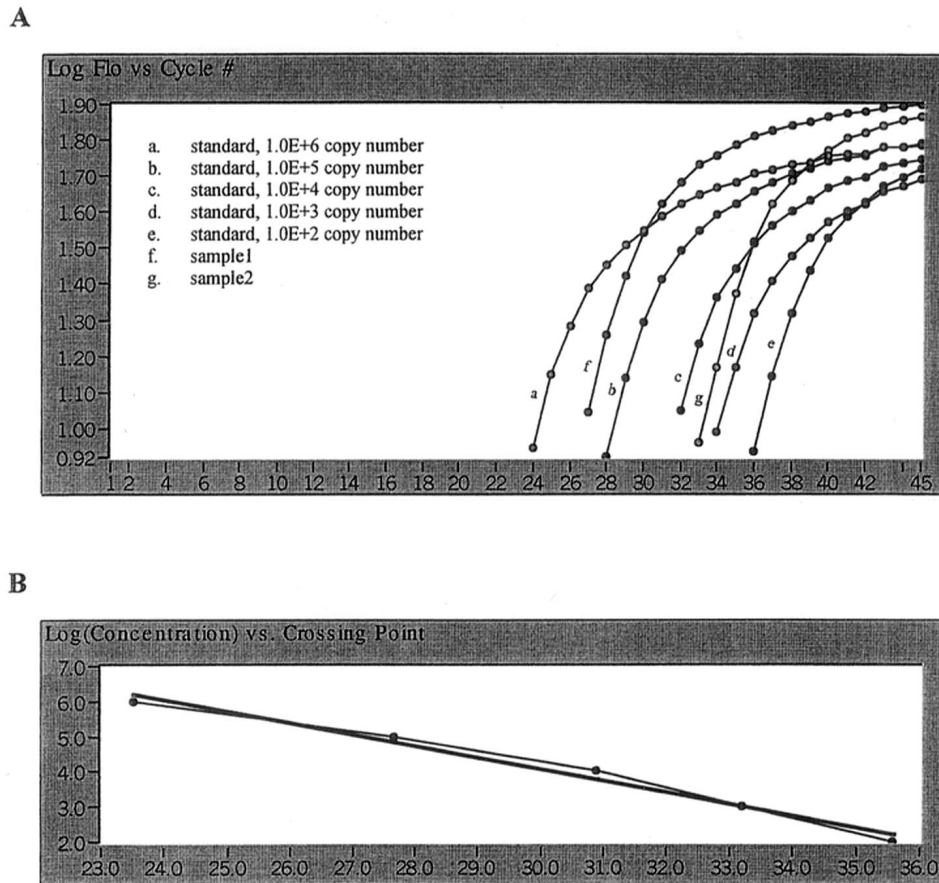 A
Log Flo vs Cycle #
1.90
1.80
1.70
1.60
1.50
1.40
1.30
1.20
1.10
1.00
0.92
a. standard, 1.0E+6 copy number
b. standard, 1.0E+5 copy number
c. standard, 1.0E+4 copy number
d. standard, 1.0E+3 copy number
e. standard, 1.0E+2 copy number
f. sample1
g. sample2
a f b c g d e
1 2 4 6 8 10 12 14 16 18 20 22 24 26 28 30 32 34 36 38 40 42 45
B
Log(Concentration) vs. Crossing Point
7.0
6.0
5.0
4.0
3.0
2.0
23.0 24.0 25.0 26.0 27.0 28.0 29.0 30.0 31.0 32.0 33.0 34.0 35.0 36.0